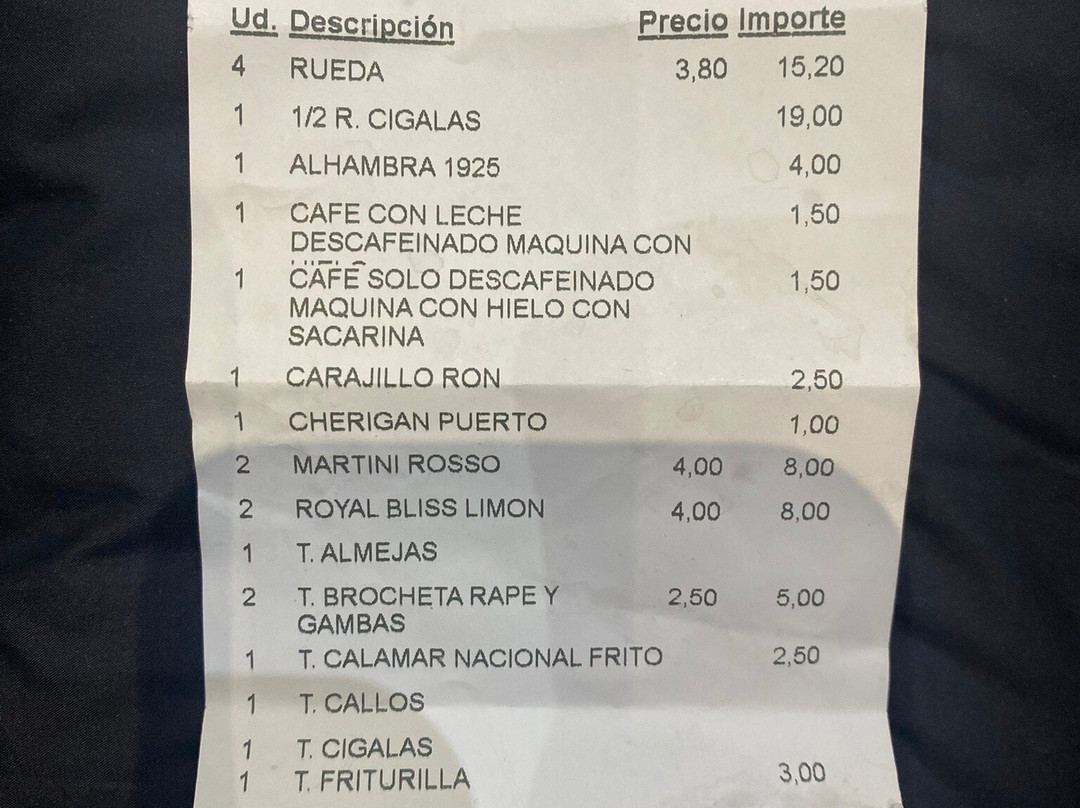 Ud. Descripción Precio Importe
4 RUEDA 3,80 15,20
1 1/2 R. CIGALAS 19,00
1 ALHAMBRA 1925 4,00
1 CAFE CON LECHE 1,50
DESCAFEINADO MAQUINA CON
1 CAFE SOLO DESCAFEINADO 1,50
MAQUINA CON HIELO CON
SACARINA
1 CARAJILLO RON 2,50
1 CHERIGAN PUERTO 1,00
2 MARTINI ROSSO 4,00 8,00
2 ROYAL BLISS LIMON 4,00 8,00
1 T. ALMEJAS
2 T. BROCHETA RAPE Y 2,50 5,00
GAMBAS
1 T. CALAMAR NACIONAL FRITO 2,50
1 T. CALLOS
1 T. CIGALAS
1 T. FRITURILLA 3,00